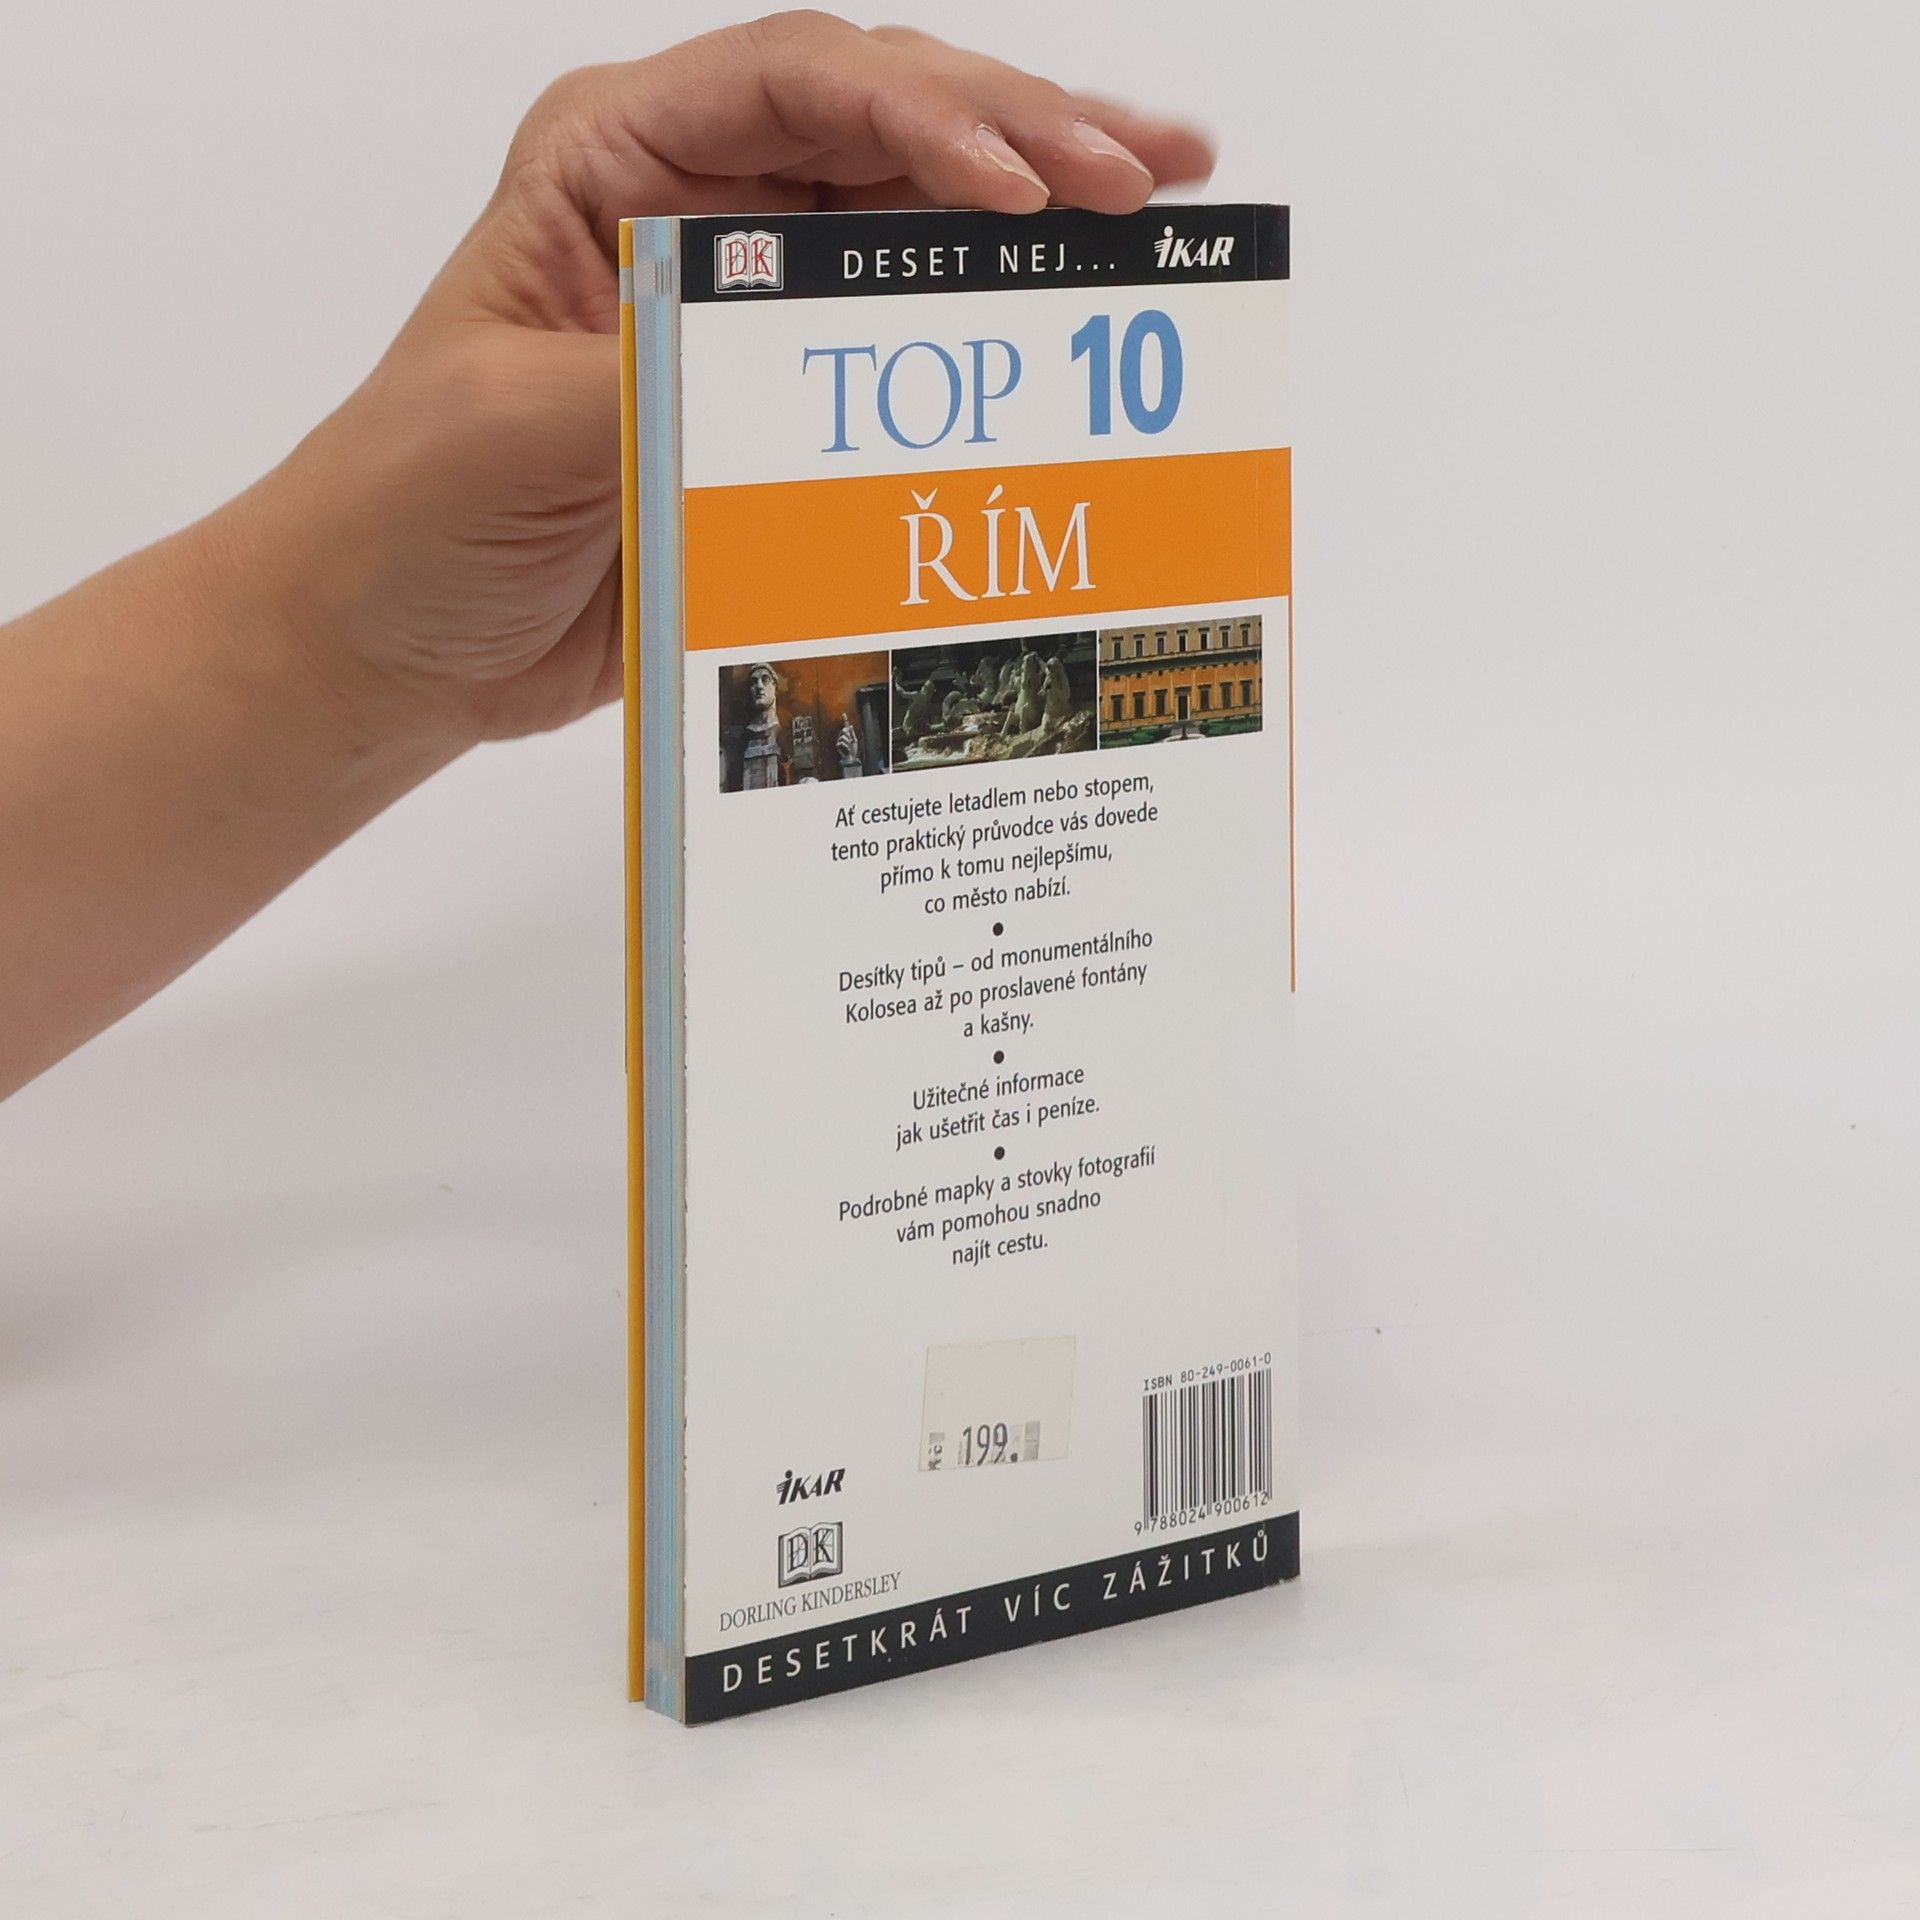 DK DESET NEJ... iKAR
TOP 10
ŘÍM
Ať cestujete letadlem nebo stopem,
tento praktický průvodce vás dovede
přímo k tomu nejlepšímu,
co město nabízí.
Desítky tipů – od monumentálního
Kolosea až po proslavené fontány
a kašny.
Užitečné informace
jak ušetřit čas i peníze.
Podrobné mapky a stovky fotografií
vám pomohou snadno
najít cestu.
ISBN 80-249-0061-0
Kč 199.
9 788024 900612
iKAR
DK
DORLING KINDERSLEY
DESETKRÁT VÍC ZÁŽITKŮ